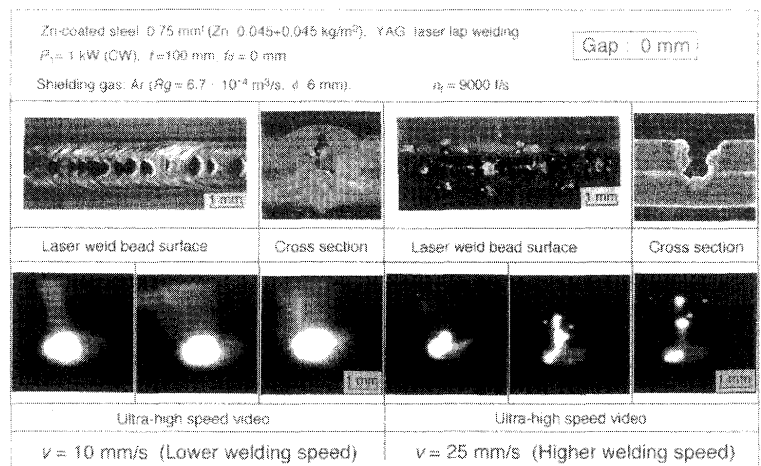 Zn-coated steel 0.75 mmt (Zn 0.045+0.045 kg/m²), YAG laser lap welding
Gap : 0 mm
P₁= 1 kW (CW), f=100 mm, fd = 0 mm
Shielding gas: Ar (Rg = 6.7 · 10⁻⁴ m³/s, ϕ 6 mm), nf = 9000 f/s
1 mm
1 mm
Laser weld bead surface
Cross section
Laser weld bead surface
Cross section
1 mm
1 mm
Ultra-high speed video
Ultra-high speed video
v = 10 mm/s (Lower welding speed)
v = 25 mm/s (Higher welding speed)